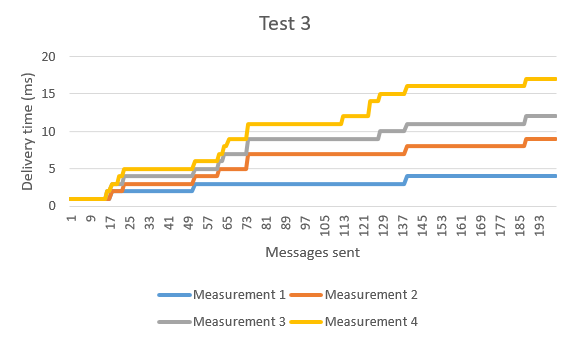 Test 3
20
15
10
5
0
Delivery time (ms)
1 9 17 25 33 41 49 57 65 73 81 89 97 105 113 121 129 137 145 153 161 169 177 185 193
Messages sent
Measurement 1 Measurement 2
Measurement 3 Measurement 4